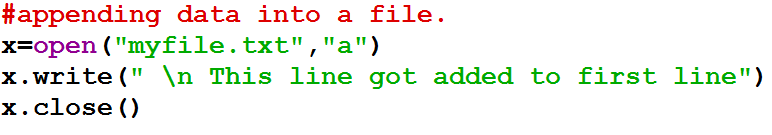 #appending data into a file.
x=open("myfile.txt","a")
x.write(" \n This line got added to first line")
x.close()